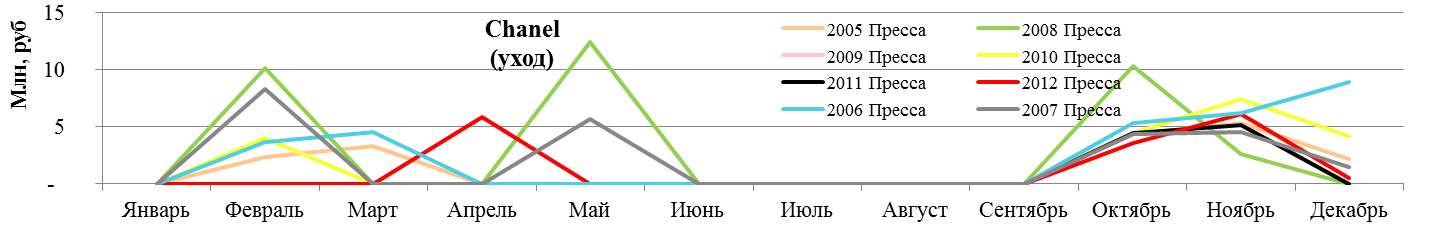 15
Chanel
(уход)
2005 Пресса
2008 Пресса
2009 Пресса
2010 Пресса
2011 Пресса
2012 Пресса
2006 Пресса
2007 Пресса
Млн, руб
10
5
-
Январь Февраль Март Апрель Май Июнь Июль Август Сентябрь Октябрь Ноябрь Декабрь